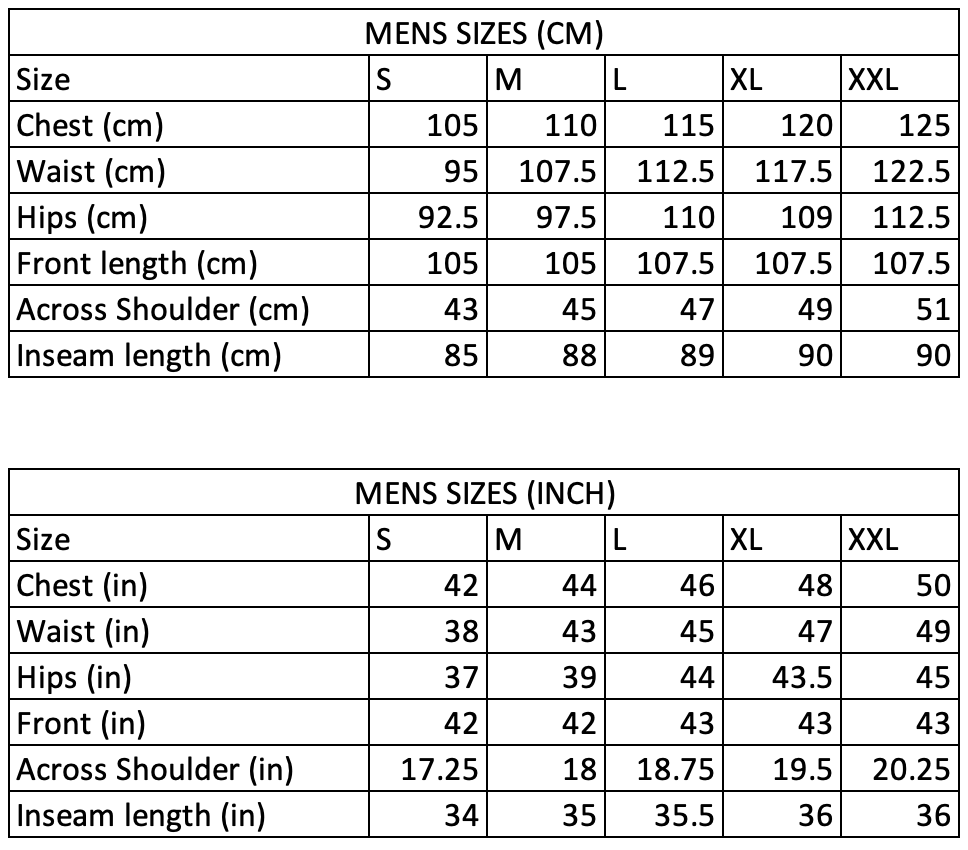 MENS SIZES (CM)
Size S M L XL XXL
Chest (cm) 105 110 115 120 125
Waist (cm) 95 107.5 112.5 117.5 122.5
Hips (cm) 92.5 97.5 110 109 112.5
Front length (cm) 105 105 107.5 107.5 107.5
Across Shoulder (cm) 43 45 47 49 51
Inseam length (cm) 85 88 89 90 90
MENS SIZES (INCH)
Size S M L XL XXL
Chest (in) 42 44 46 48 50
Waist (in) 38 43 45 47 49
Hips (in) 37 39 44 43.5 45
Front (in) 42 42 43 43 43
Across Shoulder (in) 17.25 18 18.75 19.5 20.25
Inseam length (in) 34 35 35.5 36 36